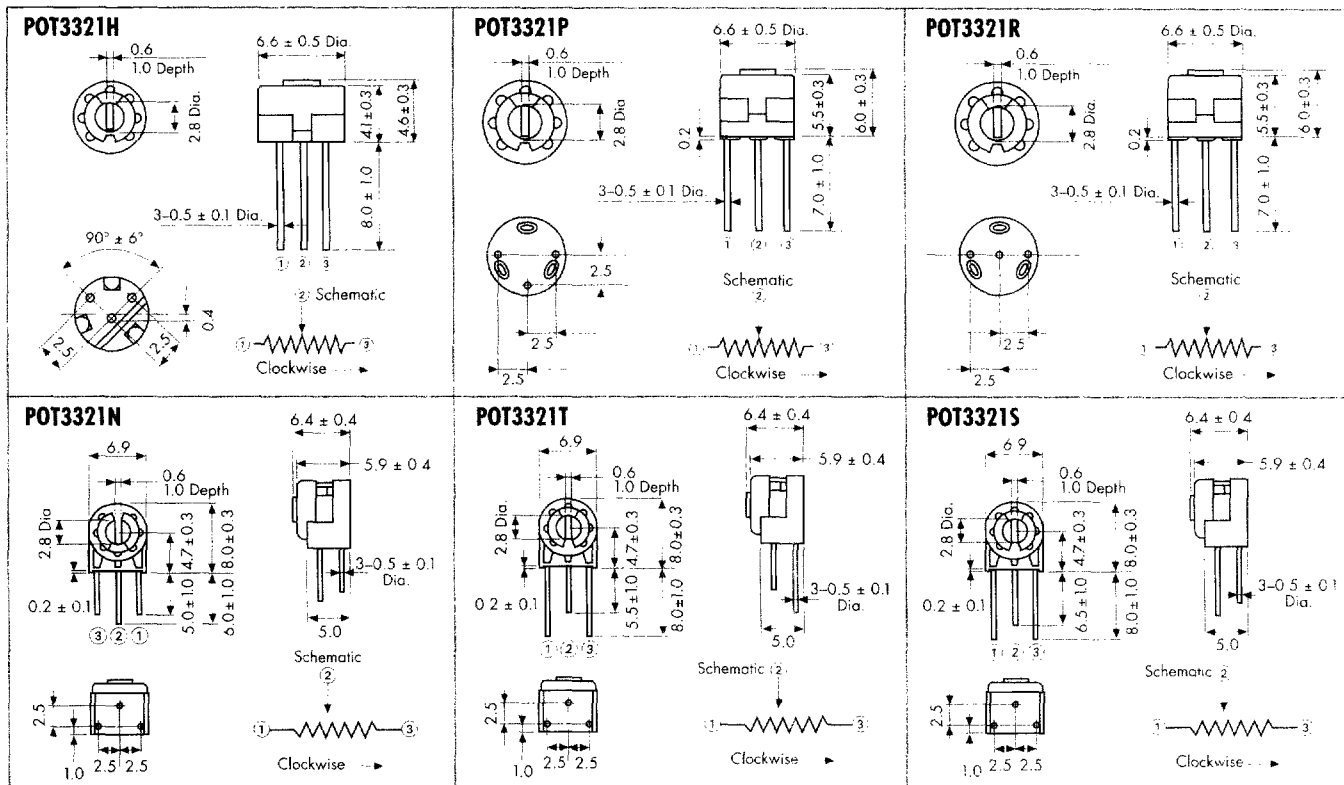 POT3321H
6.6 ± 0.5 Dia.
0.6
1.0 Depth
2.8 Dia.
4.1 ± 0.3
4.6 ± 0.3
3–0.5 ± 0.1 Dia.
8.0 ± 1.0
90° ± 6°
① ② 3
② Schematic
0.4
2.5
2.5
① ③
Clockwise
POT3321P
6.6 ± 0.5 Dia.
0.6
1.0 Depth
2.8 Dia
5.5 ± 0.3
6.0 ± 0.3
0.2
3–0.5 ± 0.1 Dia.
7.0 ± 1.0
1 ② ③
2.5
Schematic
2
2.5
2.5
1 3
Clockwise
POT3321R
6.6 ± 0.5 Dia.
0.6
1.0 Depth
2.8 Dia.
5.5 ± 0.3
6.0 ± 0.3
0.2
3–0.5 ± 0.1 Dia.
7.0 ± 1.0
1 2 3
Schematic
2
2.5
2.5
1 3
Clockwise
POT3321N
6.4 ± 0.4
6.9
5.9 ± 0.4
0.6
1.0 Depth
2.8 Dia
4.7 ± 0.3
8.0 ± 0.3
3–0.5 ± 0.1
Dia.
0.2 ± 0.1
5.0 ± 1.0
6.0 ± 1.0
5.0
③ ② ①
Schematic
②
2.5
① ③
1.0
2.5 2.5
Clockwise
POT3321T
6.4 ± 0.4
6.9
5.9 ± 0.4
0.6
1.0 Depth
2.8 Dia.
4.7 ± 0.3
8.0 ± 0.3
3–0.5 ± 0.1
Dia.
0.2 ± 0.1
5.5 ± 1.0
8.0 ± 1.0
5.0
① ② ③
Schematic ②
2.5
1 ③
1.0
2.5 2.5
Clockwise
POT3321S
6.4 ± 0.4
6.9
5.9 ± 0.4
0.6
1.0 Depth
2.8 Dia.
4.7 ± 0.3
8.0 ± 0.3
3–0.5 ± 0.1
Dia.
0.2 ± 0.1
6.5 ± 1.0
8.0 ± 1.0
5.0
1 2 3
Schematic 2
2.5
1 3
1.0
2.5 2.5
Clockwise